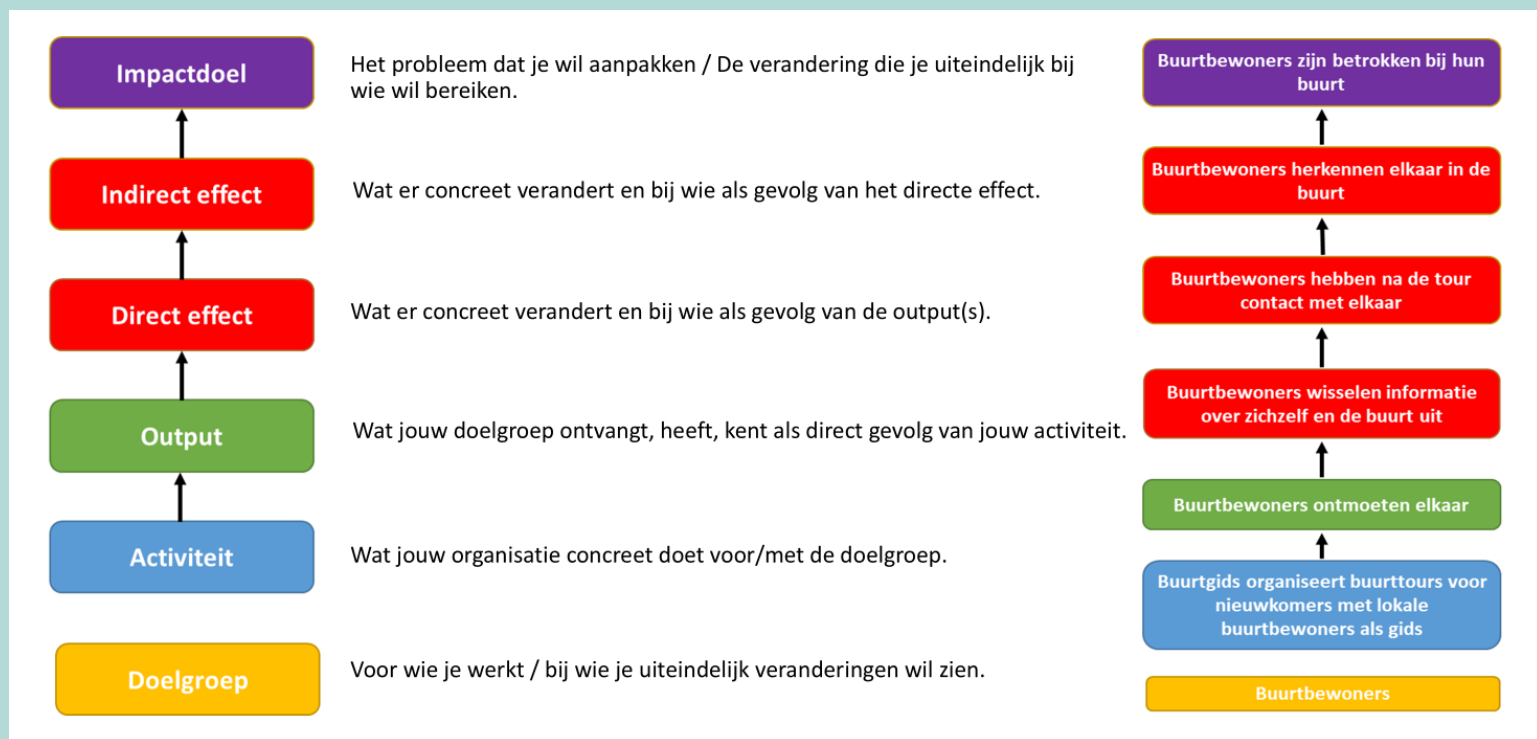 Impactdoel
Het probleem dat je wil aanpakken / De verandering die je uiteindelijk bij
wie wil bereiken.
Buurtbewoners zijn betrokken bij hun
buurt
Indirect effect
Wat er concreet verandert en bij wie als gevolg van het directe effect.
Buurtbewoners herkennen elkaar in de
buurt
Direct effect
Wat er concreet verandert en bij wie als gevolg van de output(s).
Buurtbewoners hebben na de tour
contact met elkaar
Buurtbewoners wisselen informatie
over zichzelf en de buurt uit
Output
Wat jouw doelgroep ontvangt, heeft, kent als direct gevolg van jouw activiteit.
Buurtbewoners ontmoeten elkaar
Activiteit
Wat jouw organisatie concreet doet voor/met de doelgroep.
Buurtgids organiseert buurttours voor
nieuwkomers met lokale
buurtbewoners als gids
Doelgroep
Voor wie je werkt / bij wie je uiteindelijk veranderingen wil zien.
Buurtbewoners